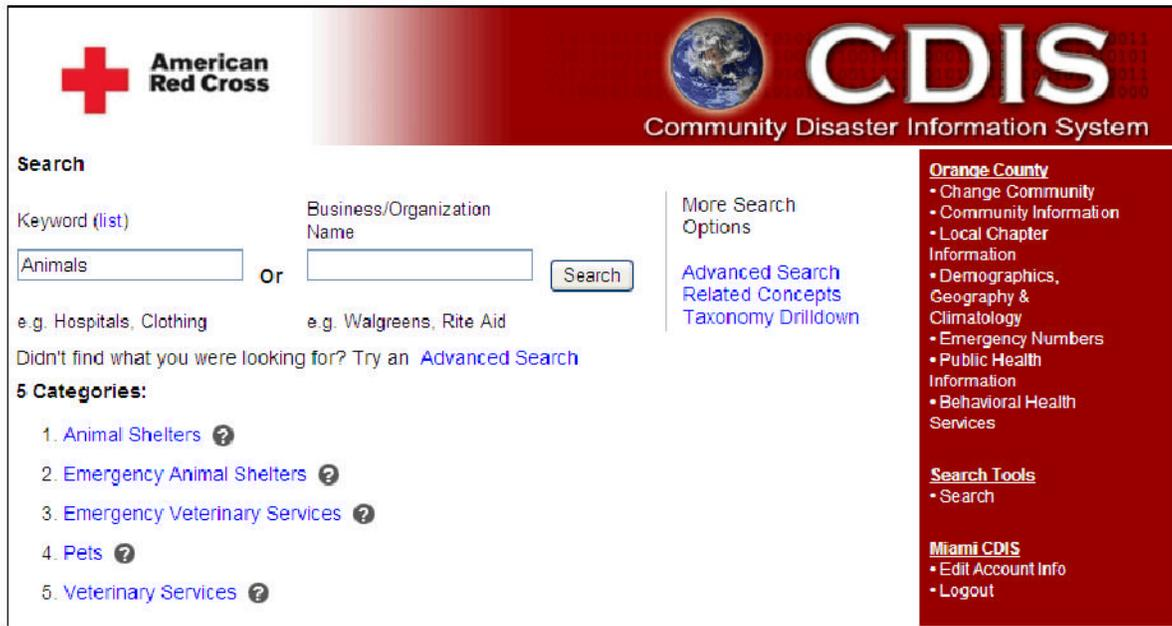 American
Red Cross
CDIS
Community Disaster Information System
Search
Keyword (list)
Business/Organization
Name
Animals
Or
Search
e.g. Hospitals, Clothing
e.g. Walgreens, Rite Aid
More Search
Options
Advanced Search
Related Concepts
Taxonomy Drilldown
Didn't find what you were looking for? Try an Advanced Search
5 Categories:
1. Animal Shelters ?
2. Emergency Animal Shelters ?
3. Emergency Veterinary Services ?
4. Pets ?
5. Veterinary Services ?
Orange County
• Change Community
• Community Information
• Local Chapter
Information
• Demographics,
Geography &
Climatology
• Emergency Numbers
• Public Health
Information
• Behavioral Health
Services
Search Tools
• Search
Miami CDIS
• Edit Account Info
• Logout